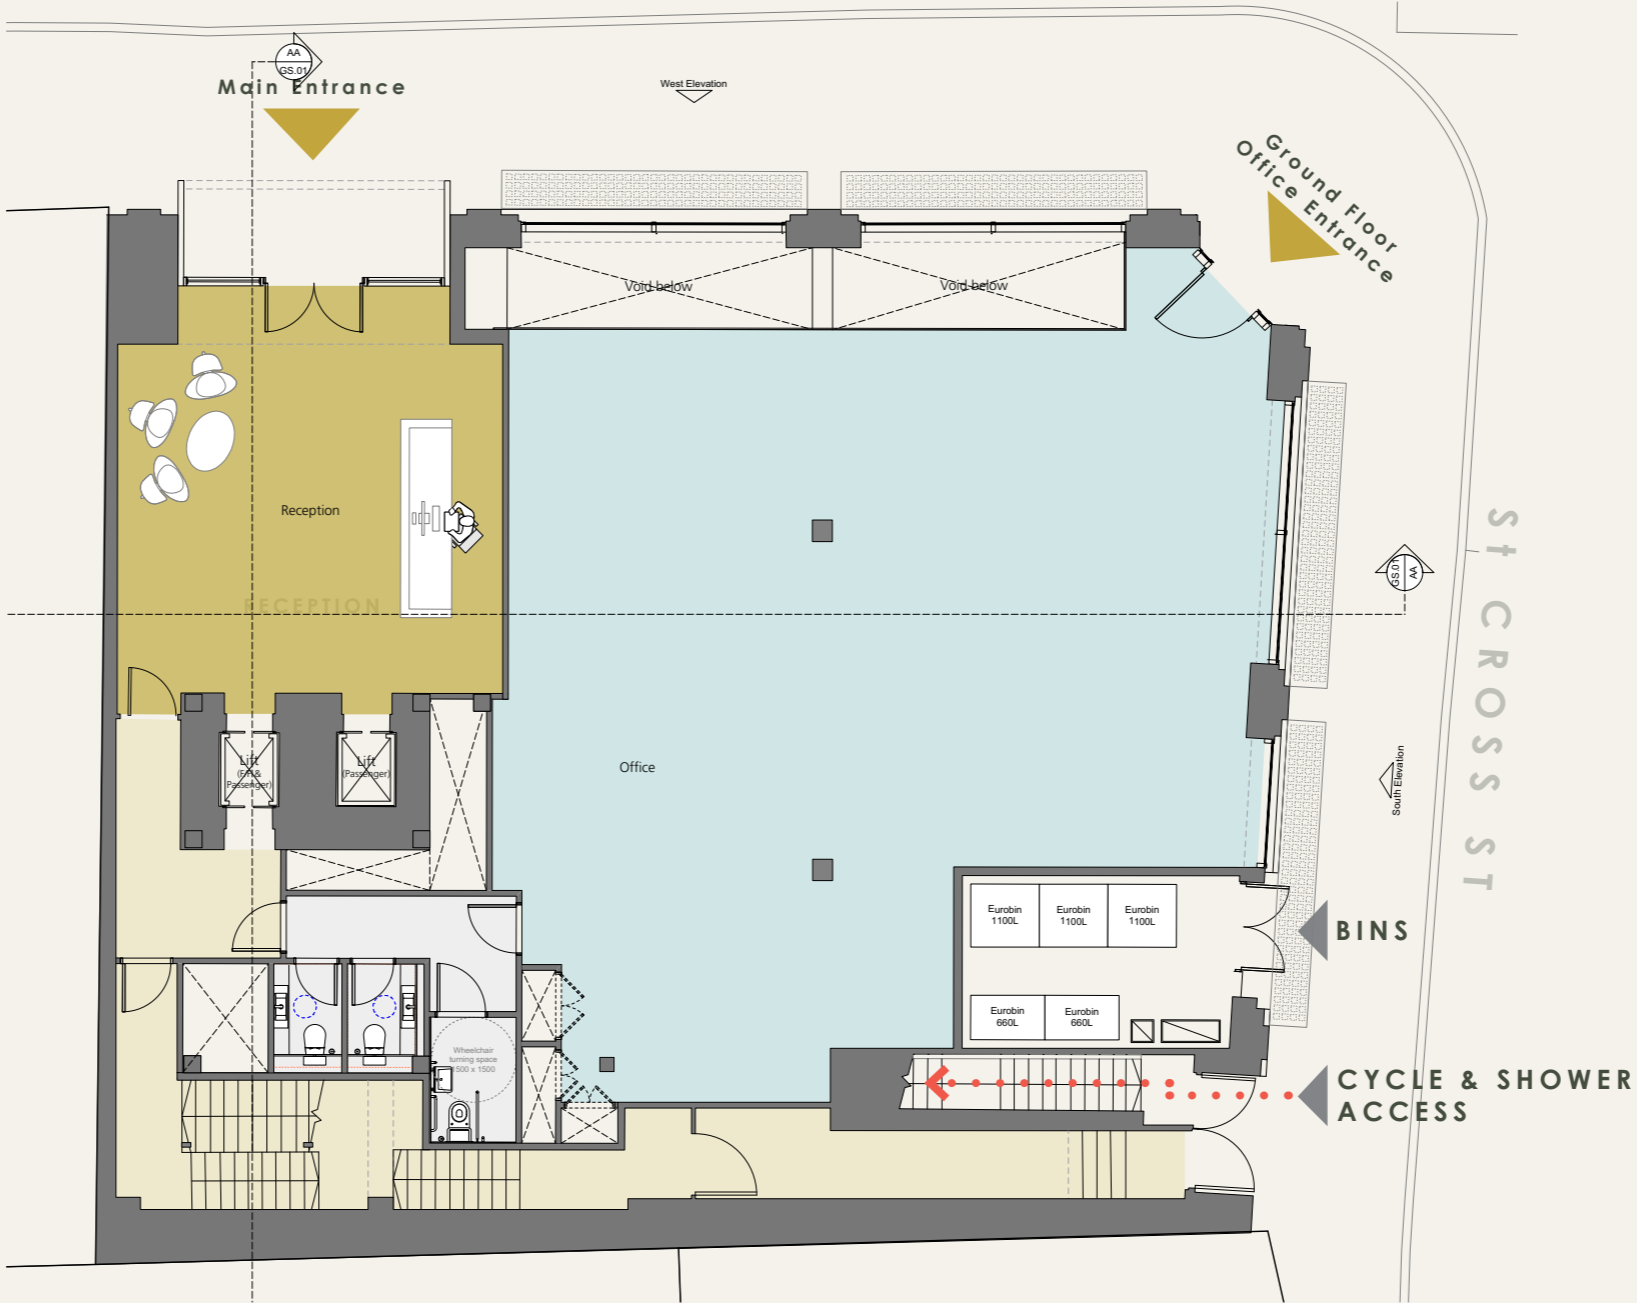 AA
GS.01
Main Entrance
West Elevation
Ground Floor
Office Entrance
Void below
Void below
Reception
RECEPTION
GS.01
AA
St CROSS ST
Lift
(F/F &
Passenger)
Lift
(Passenger)
Office
South Elevation
Eurobin
1100L
Eurobin
1100L
Eurobin
1100L
BINS
Eurobin
660L
Eurobin
660L
Wheelchair
turning space
1500 x 1500
CYCLE & SHOWER
ACCESS